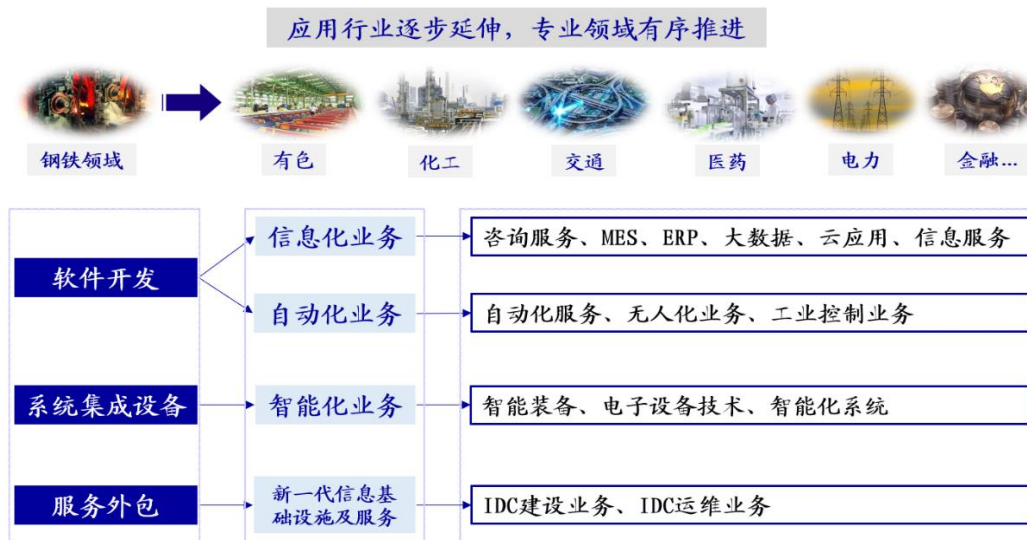 应用行业逐步延伸，专业领域有序推进
钢铁领域
有色
化工
交通
医药
电力
金融...
软件开发
信息化业务
咨询服务、MES、ERP、大数据、云应用、信息服务
自动化业务
自动化服务、无人化业务、工业控制业务
系统集成设备
智能化业务
智能装备、电子设备技术、智能化系统
服务外包
新一代信息基
础设施及服务
IDC建设业务、IDC运维业务